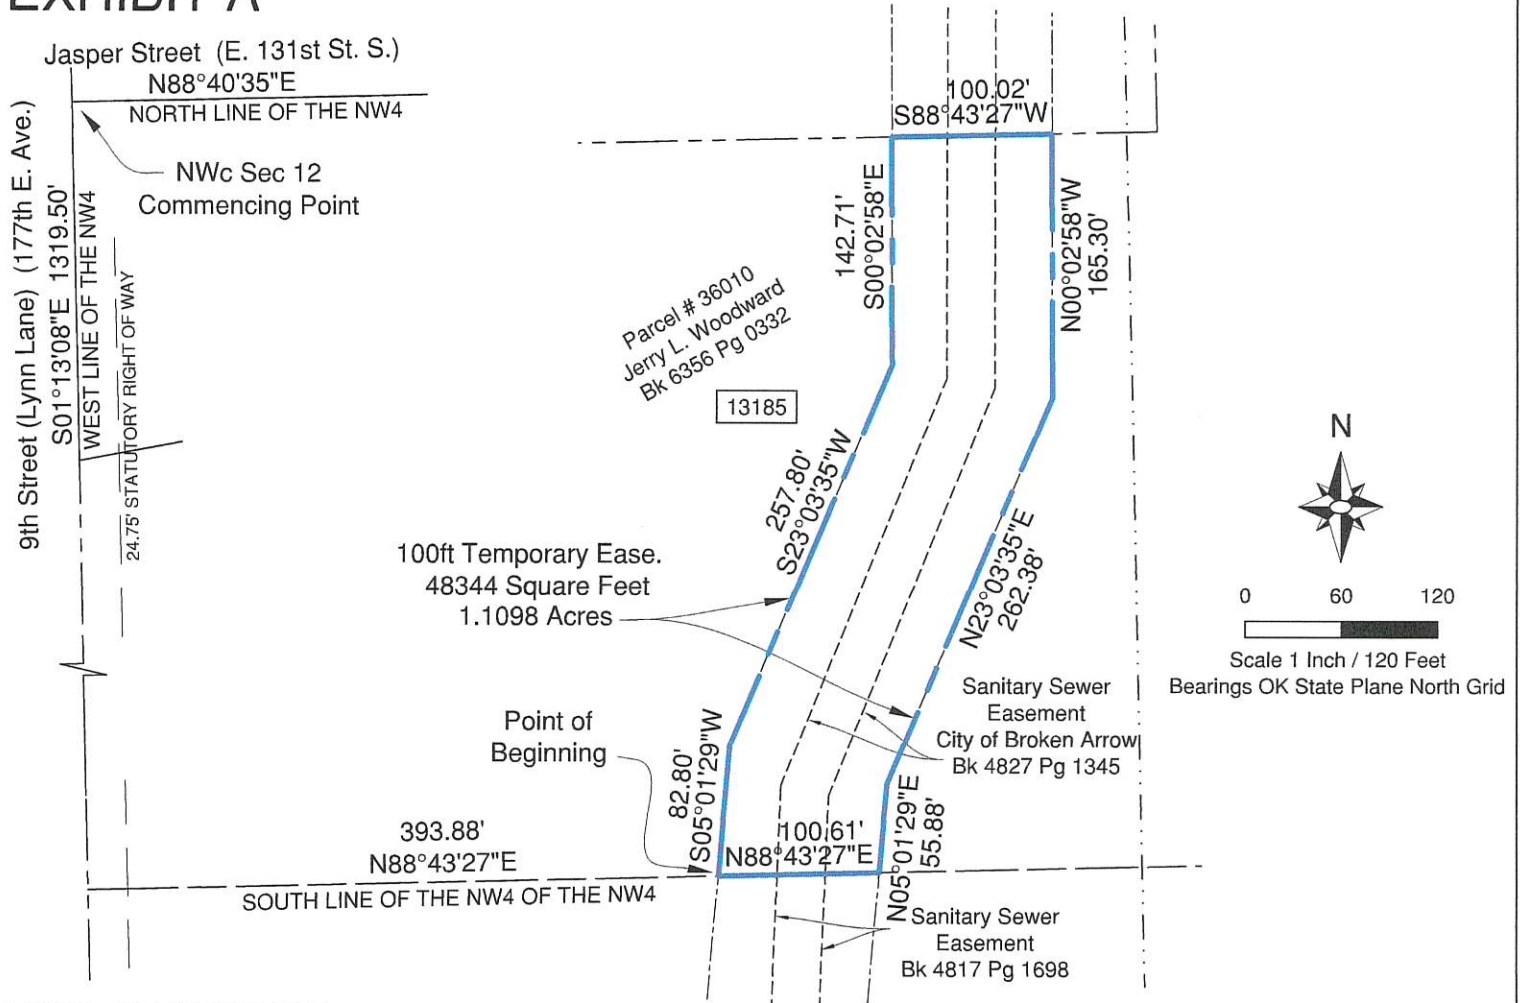 EXHIBIT A
Jasper Street (E. 131st St. S.)
N88°40'35"E
NORTH LINE OF THE NW4
NWc Sec 12
Commencing Point
9th Street (Lynn Lane) (177th E. Ave.)
S01°13'08"E 1319.50'
WEST LINE OF THE NW4
24.75' STATUTORY RIGHT OF WAY
100.02'
S88°43'27"W
142.71'
S00°02'58"E
N00°02'58"W
165.30'
Parcel # 36010
Jerry L. Woodward
Bk 6356 Pg 0332
13185
257.80'
S23°03'35"W
N23°03'35"E
262.38'
100ft Temporary Ease.
48344 Square Feet
1.1098 Acres
N
0 60 120
Scale 1 Inch / 120 Feet
Bearings OK State Plane North Grid
Sanitary Sewer
Easement
City of Broken Arrow
Bk 4827 Pg 1345
Point of
Beginning
82.80'
S05°01'29"W
100.61'
N88°43'27"E
N05°01'29"E
55.88'
393.88'
N88°43'27"E
SOUTH LINE OF THE NW4 OF THE NW4
Sanitary Sewer
Easement
Bk 4817 Pg 1698